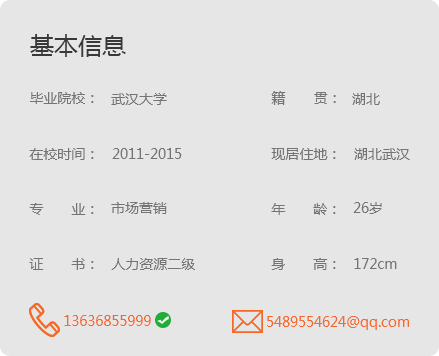 基本信息
毕业院校： 武汉大学 籍 贯： 湖北
在校时间： 2011-2015 现居住地： 湖北武汉
专 业： 市场营销 年 龄： 26岁
证 书： 人力资源二级 身 高： 172cm
13636855999 5489554624@qq.com